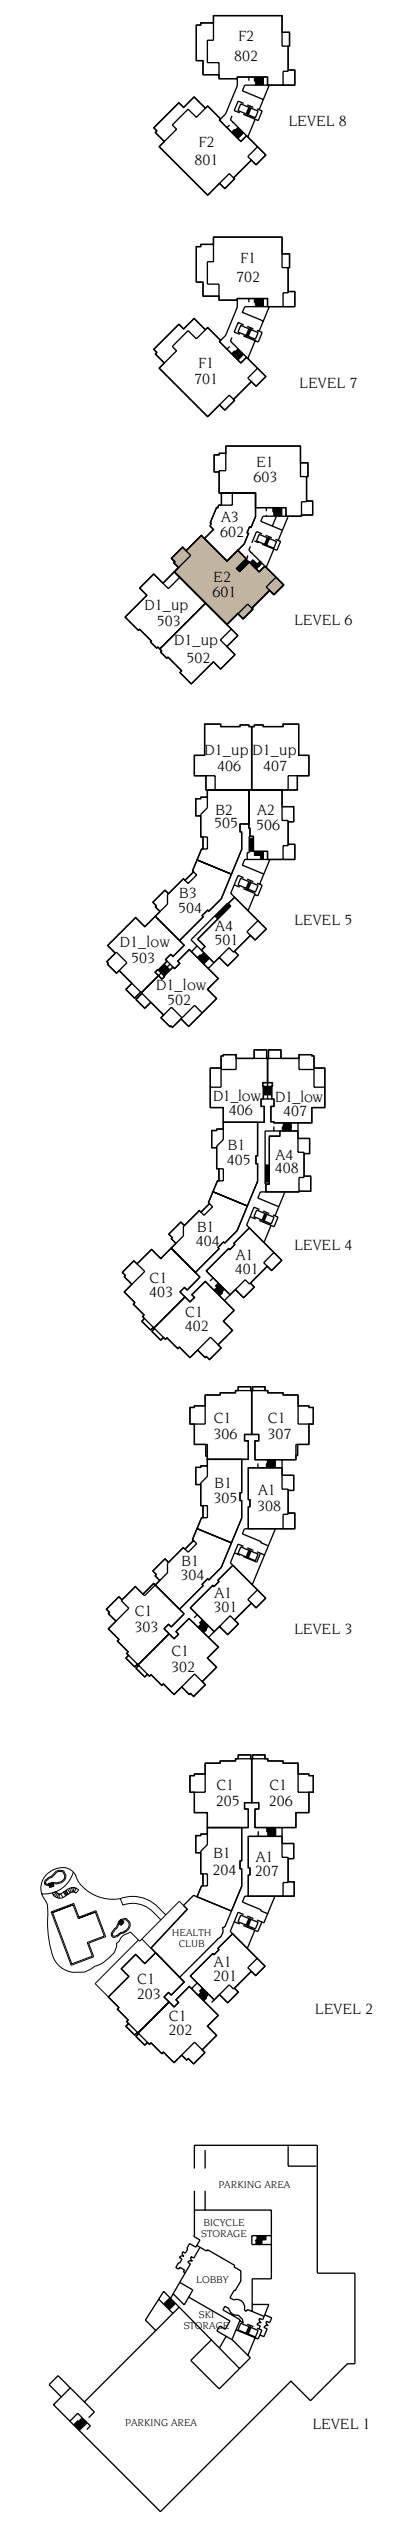 F2
802
LEVEL 8
F2
801
F1
702
F1
701
LEVEL 7
E1
603
A3
602
E2
601
D1_up
503
LEVEL 6
D1_up
502
D1_up
406
D1_up
407
B2
505
A2
506
B3
504
LEVEL 5
A4
501
D1_low
503
D1_low
502
D1_low
406
D1_low
407
B1
405
A4
408
B1
404
LEVEL 4
A1
401
C1
403
C1
402
C1
306
C1
307
B1
305
A1
308
B1
304
A1
301
C1
303
LEVEL 3
C1
302
C1
205
C1
206
B1
204
A1
207
HEALTH
CLUB
A1
201
C1
203
LEVEL 2
C1
202
PARKING AREA
BICYCLE
STORAGE
LOBBY
SKI
STORAGE
PARKING AREA
LEVEL 1